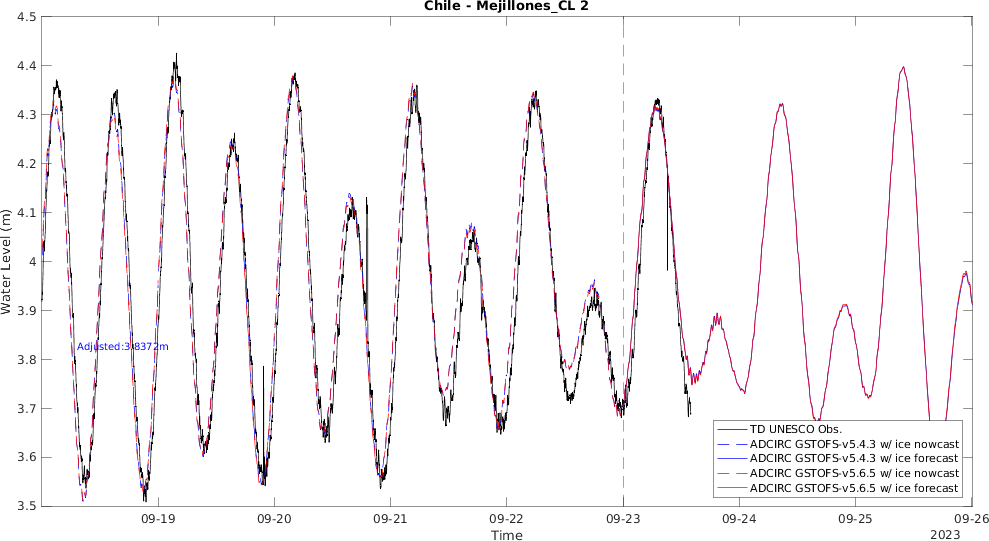 Chile - Mejillones_CL 2
4.5
4.4
4.3
4.2
4.1
4
3.9
3.8
3.7
3.6
3.5
Water Level (m)
Adjusted:3.8372m
TD UNESCO Obs.
ADCIRC GSTOFS-v5.4.3 w/ ice nowcast
ADCIRC GSTOFS-v5.4.3 w/ ice forecast
ADCIRC GSTOFS-v5.6.5 w/ ice nowcast
ADCIRC GSTOFS-v5.6.5 w/ ice forecast
09-19 09-20 09-21 09-22 09-23 09-24 09-25 09-26
Time
2023